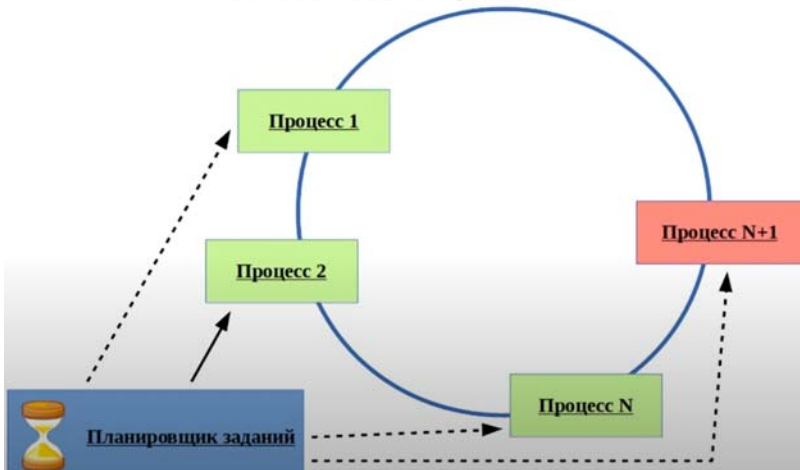 Процесс 1
Процесс N+1
Процесс 2
Процесс N
Планировщик заданий